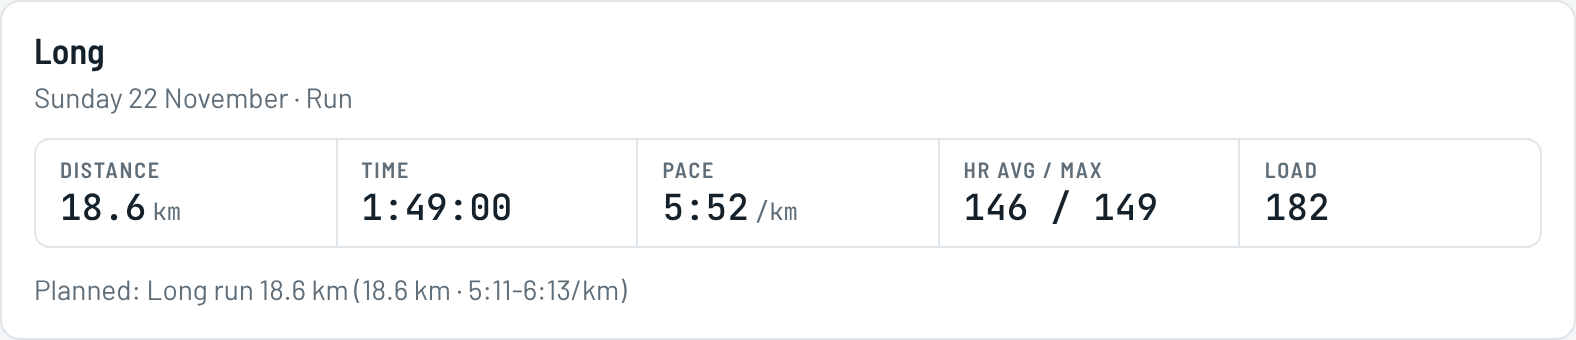 Long
Sunday 22 November · Run
DISTANCE TIME PACE HR AVG / MAX LOAD
18.6 km 1:49:00 5:52 /km 146 / 149 182
Planned: Long run 18.6 km (18.6 km · 5:11-6:13/km)